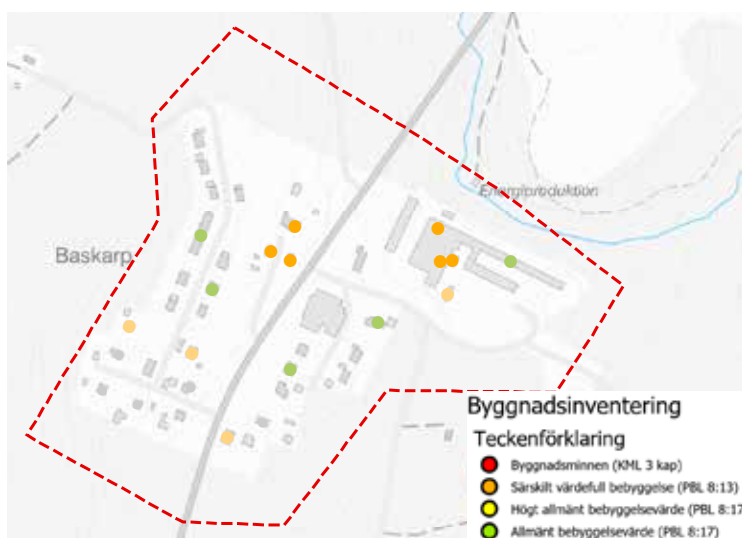 Energiproduktion
Baskarp
Byggnadsinventering
Teckenförklaring
Byggnadsminnen (KML 3 kap)
Särskilt värdefull bebyggelse (PBL 8:13)
Högt allmänt bebyggelsevärde (PBL 8:17
Allmänt bebyggelsevärde (PBL 8:17)